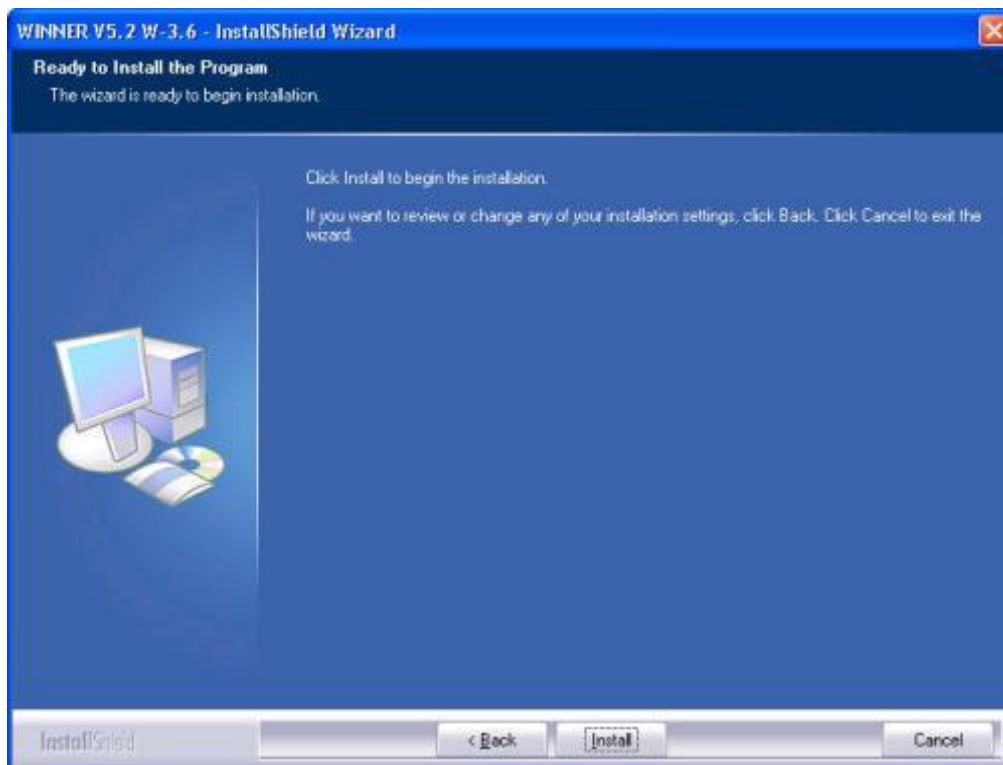 WINNER V5.2 W-3.6 - InstallShield Wizard
Ready to Install the Program
The wizard is ready to begin installation.
Click Install to begin the installation.
If you want to review or change any of your installation settings, click Back. Click Cancel to exit the
wizard.
InstallShield
< Back
Install
Cancel